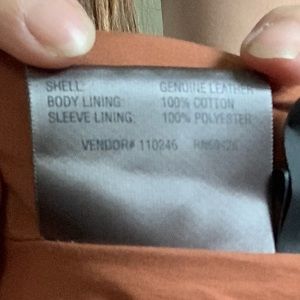 SHELL: GENUINE LEATHER
BODY LINING: 100% COTTON
SLEEVE LINING: 100% POLYESTER
VENDOR# 110246